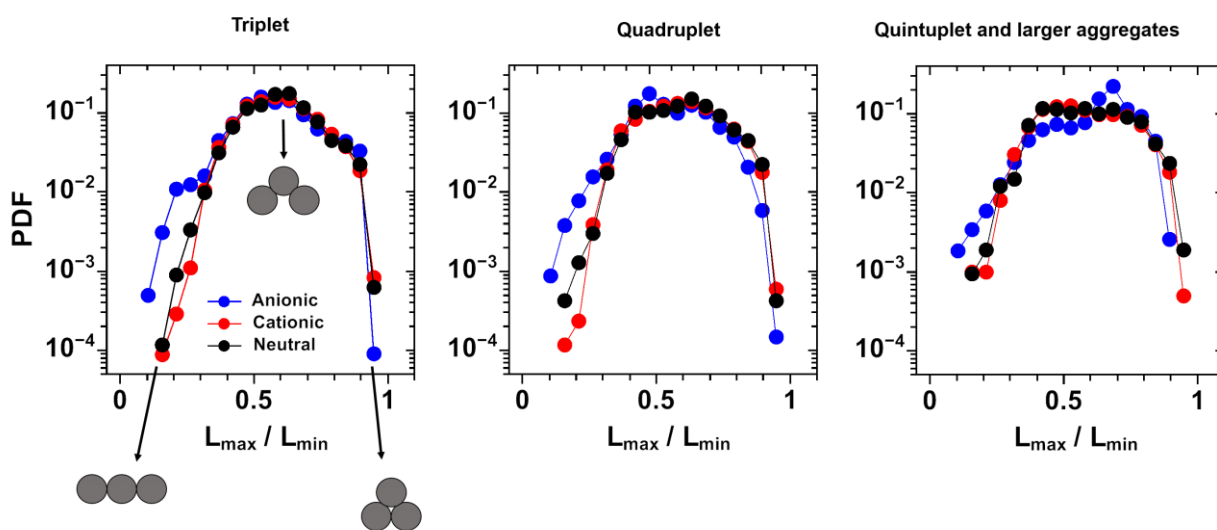 Triplet
Quadruplet
Quintuplet and larger aggregates
PDF
10⁻¹
10⁻²
10⁻³
10⁻⁴
Anionic
Cationic
Neutral
0 0.5 1
Lmax / Lmin
10⁻¹
10⁻²
10⁻³
10⁻⁴
0 0.5 1
Lmax / Lmin
10⁻¹
10⁻²
10⁻³
10⁻⁴
0 0.5 1
Lmax / Lmin